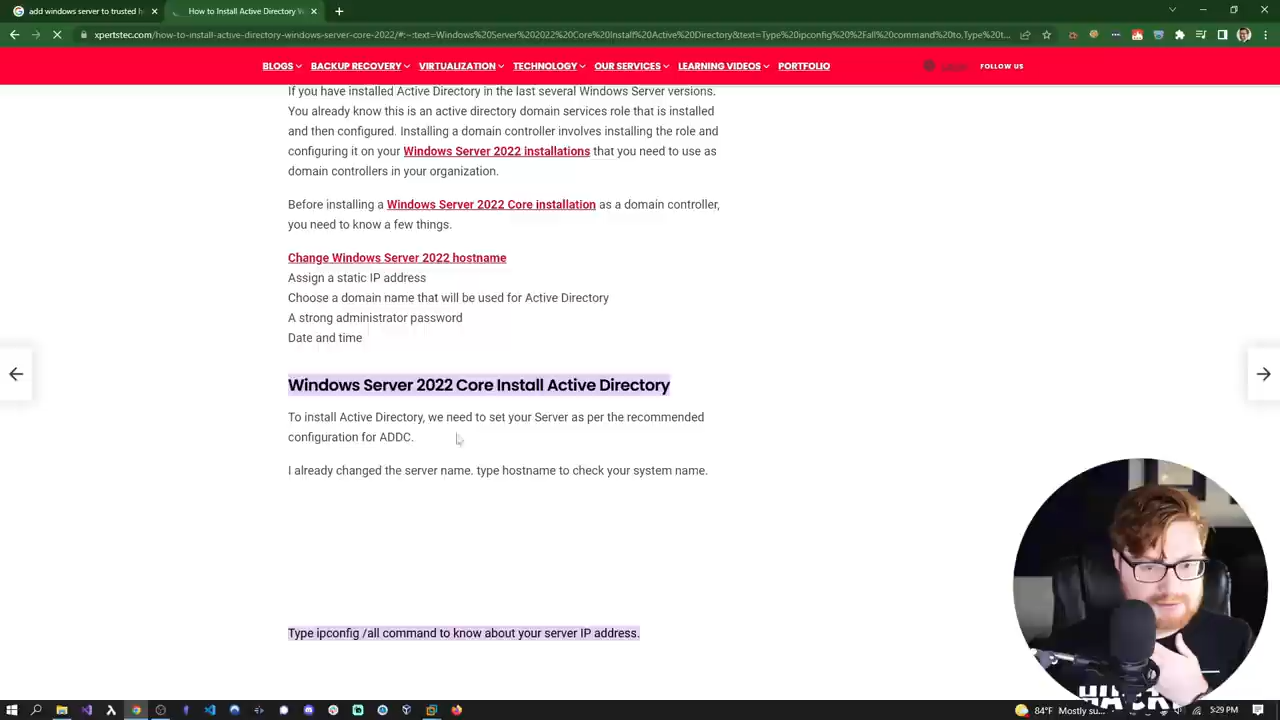 add windows server to trusted h
How to Install Active Directory W
xpertstec.com/how-to-install-active-directory-windows-server-core-2022/#:~:text=Windows%20Server%202022%20Core%20Install%20Active%20Directory&text=Type%20ipconfig%20%2Fall%20command%20to,Type%20t...
BLOGS BACKUP RECOVERY VIRTUALIZATION TECHNOLOGY OUR SERVICES LEARNING VIDEOS PORTFOLIO FOLLOW US
If you have installed Active Directory in the last several Windows Server versions.
You already know this is an active directory domain services role that is installed
and then configured. Installing a domain controller involves installing the role and
configuring it on your Windows Server 2022 installations that you need to use as
domain controllers in your organization.
Before installing a Windows Server 2022 Core installation as a domain controller,
you need to know a few things.
Change Windows Server 2022 hostname
Assign a static IP address
Choose a domain name that will be used for Active Directory
A strong administrator password
Date and time
Windows Server 2022 Core Install Active Directory
To install Active Directory, we need to set your Server as per the recommended
configuration for ADDC.
I already changed the server name. type hostname to check your system name.
Type ipconfig /all command to know about your server IP address.
84°F Mostly su... 5:29 PM